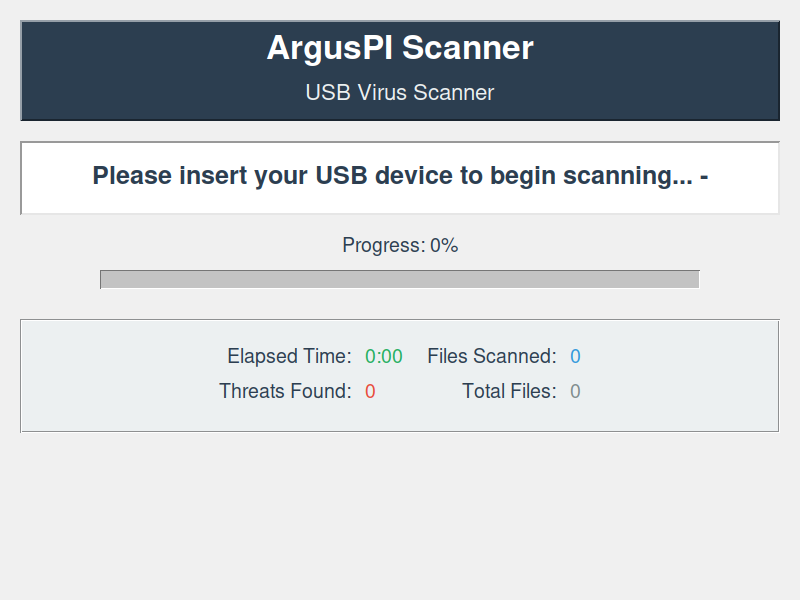 ArgusPI Scanner
USB Virus Scanner
Please insert your USB device to begin scanning... -
Progress: 0%
Elapsed Time: 0:00 Files Scanned: 0
Threats Found: 0 Total Files: 0